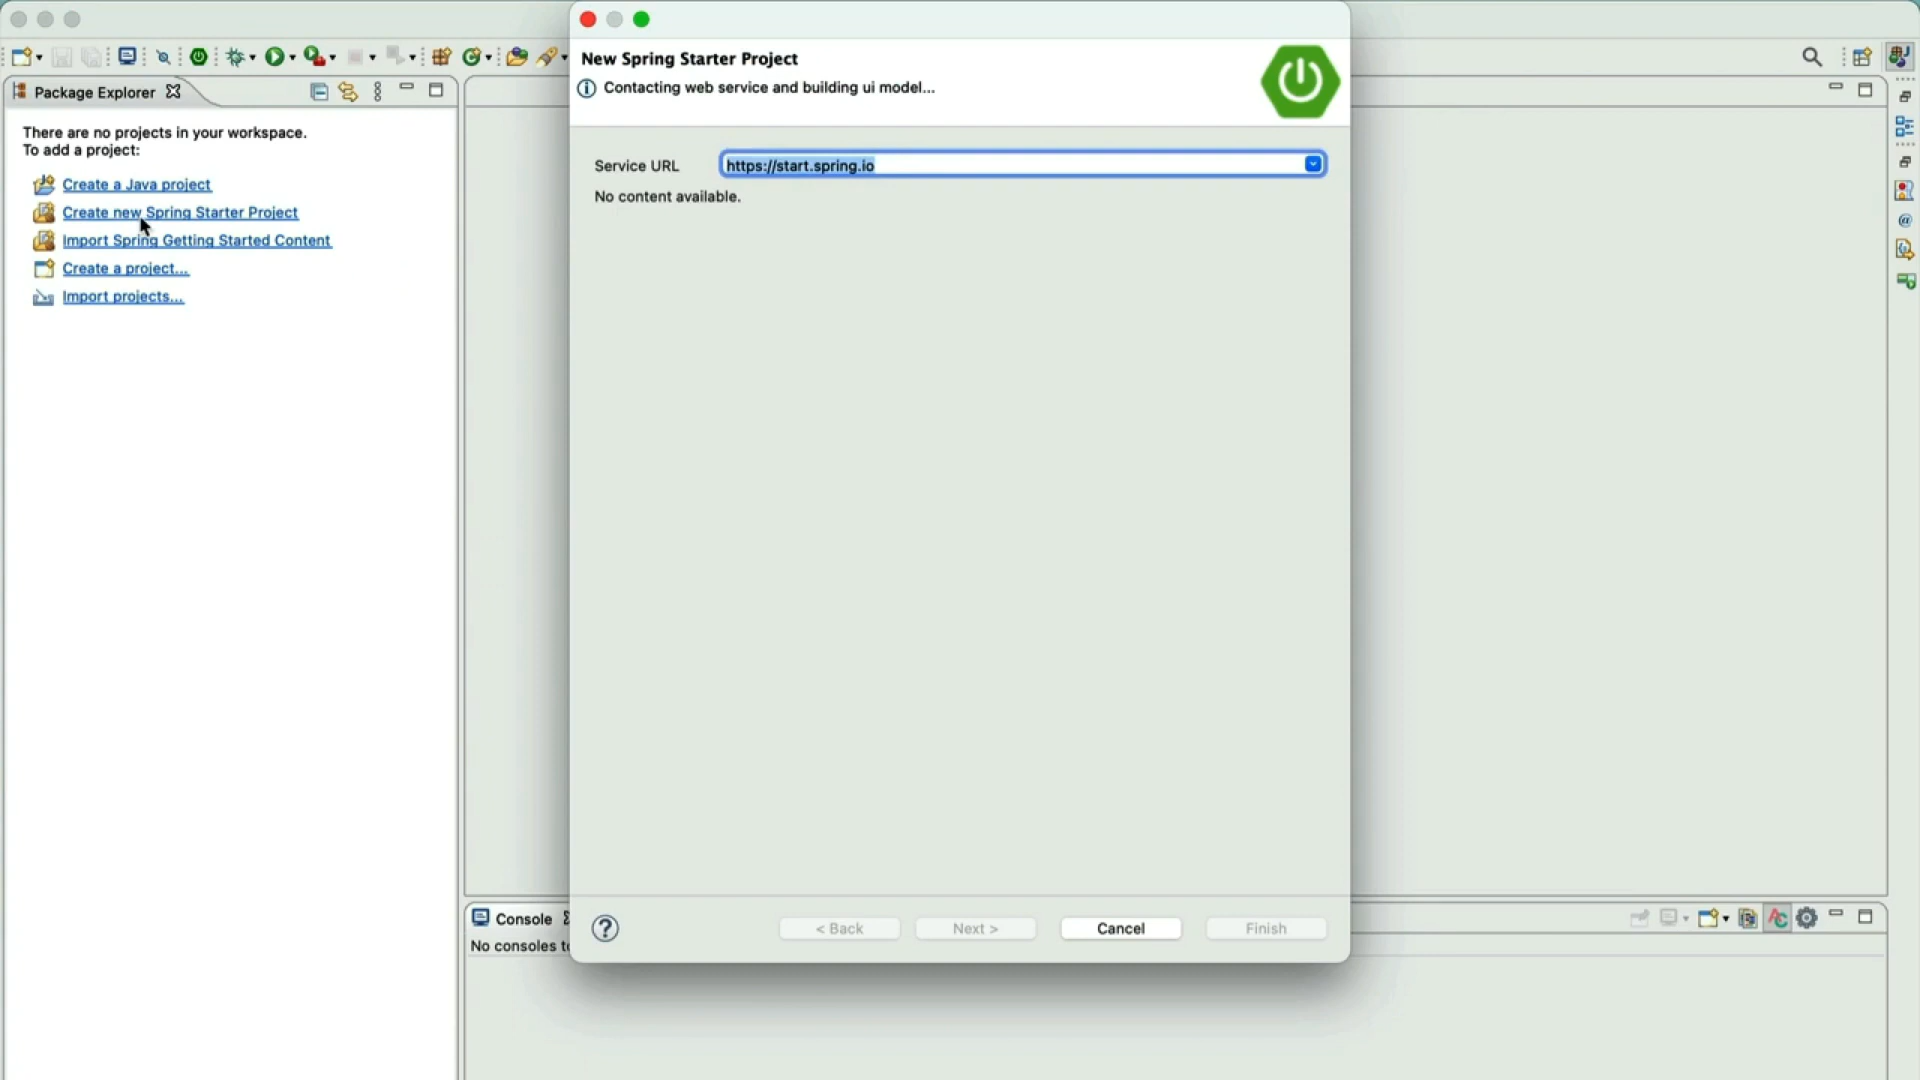 New Spring Starter Project
Contacting web service and building ui model...
Package Explorer
There are no projects in your workspace.
To add a project:
Create a Java project
Create new Spring Starter Project
Import Spring Getting Started Content
Create a project...
Import projects...
Service URL https://start.spring.io
No content available.
< Back Next > Cancel Finish
Console
No consoles